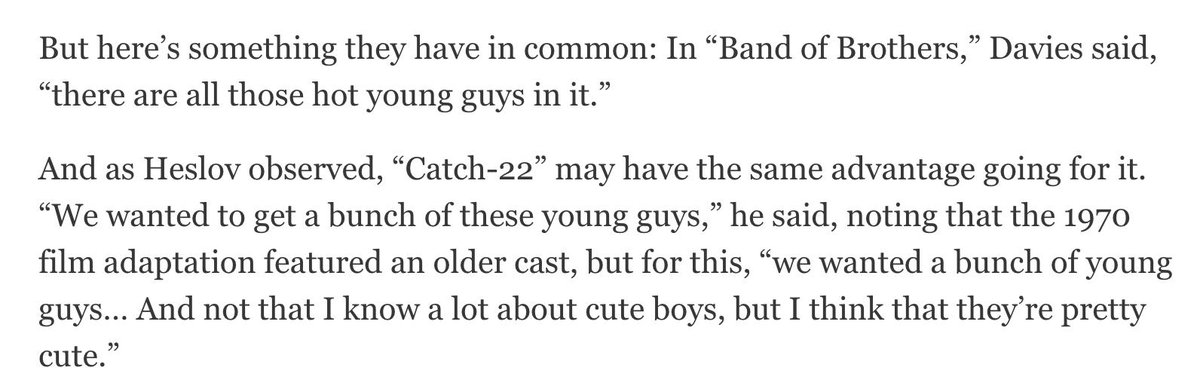 But here’s something they have in common: In “Band of Brothers,” Davies said,
“there are all those hot young guys in it.”
And as Heslov observed, “Catch-22” may have the same advantage going for it.
“We wanted to get a bunch of these young guys,” he said, noting that the 1970
film adaptation featured an older cast, but for this, “we wanted a bunch of young
guys... And not that I know a lot about cute boys, but I think that they’re pretty
cute.”